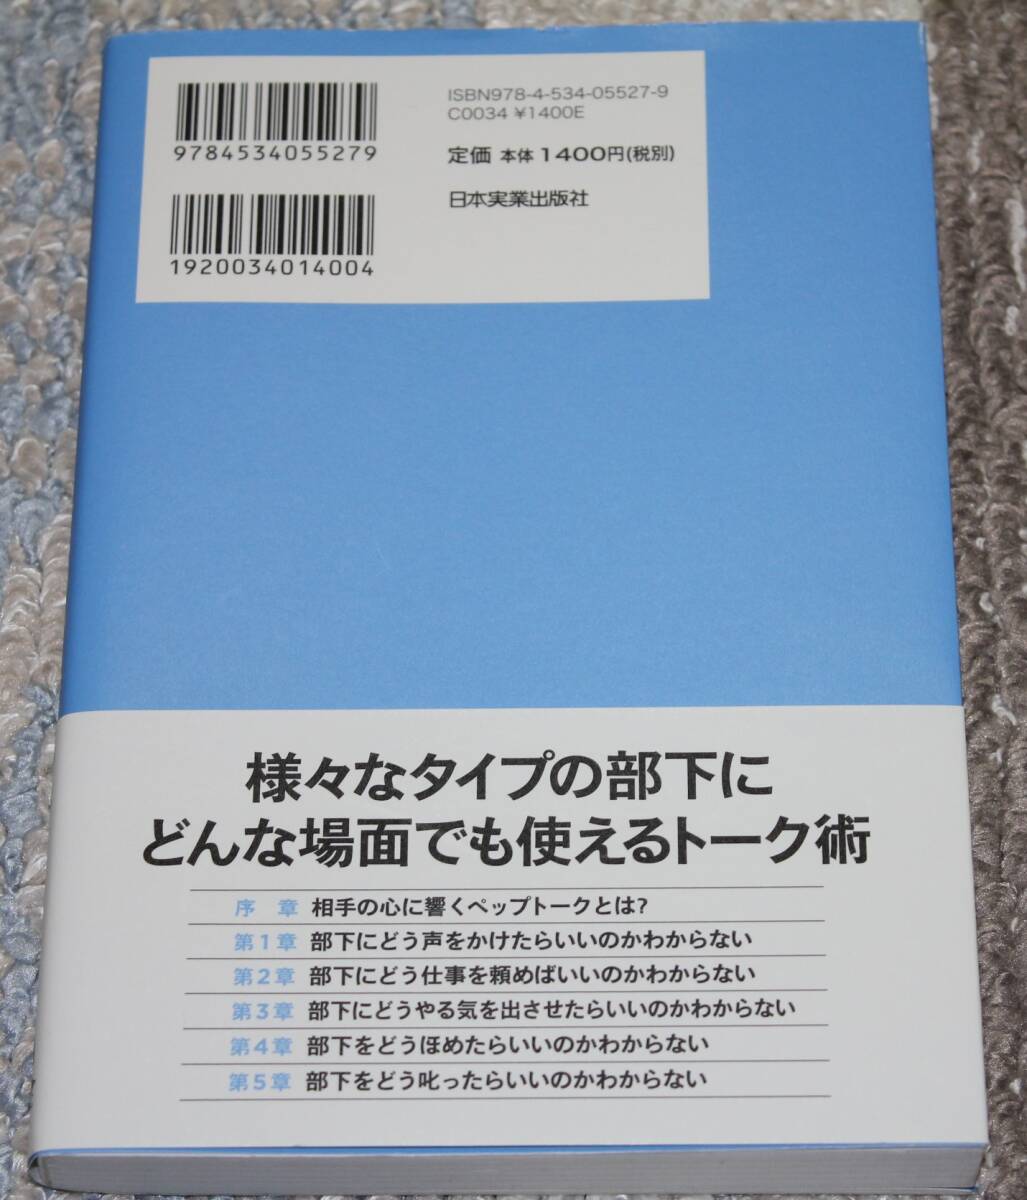 9784534055279
1920034014004
ISBN978-4-534-05527-9
C0034 ¥1400E
定価 本体1400円(税別)
日本実業出版社
様々なタイプの部下に
どんな場面でも使えるトーク術
序 章 相手の心に響くペップトークとは?
第1章 部下にどう声をかけたらいいのかわからない
第2章 部下にどう仕事を頼めばいいのかわからない
第3章 部下にどうやる気を出させたらいいのかわからない
第4章 部下をどうほめたらいいのかわからない
第5章 部下をどう叱ったらいいのかわからない